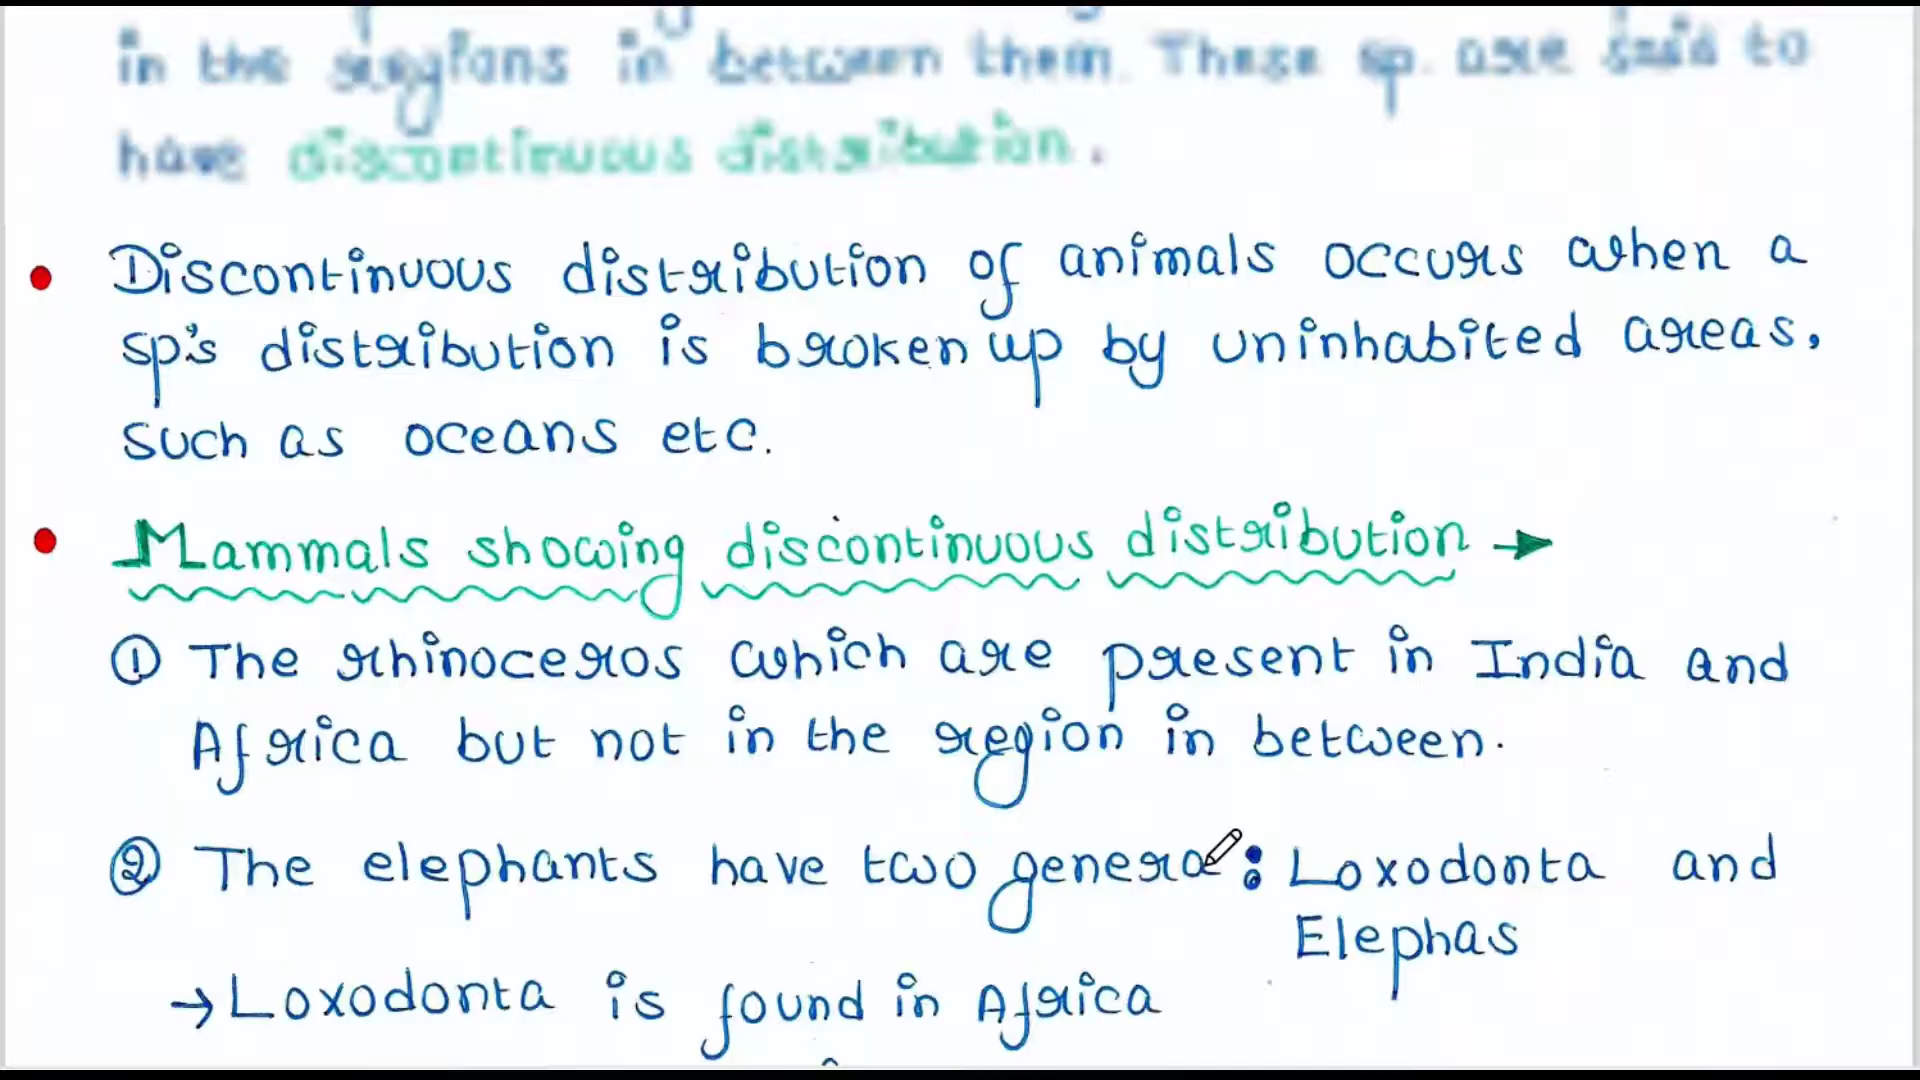 in the regions in between them. These sp. are said to
have discontinuous distribution.
Discontinuous distribution of animals occurs when a
sp's distribution is broken up by uninhabited areas,
such as oceans etc.
Mammals showing discontinuous distribution →
① The rhinoceros which are present in India and
Africa but not in the region in between.
② The elephants have two genera : Loxodonta and
Elephas
→ Loxodonta is found in Africa